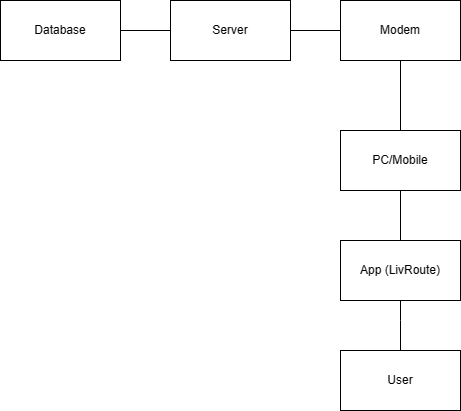 Database
Server
Modem
PC/Mobile
App (LivRoute)
User